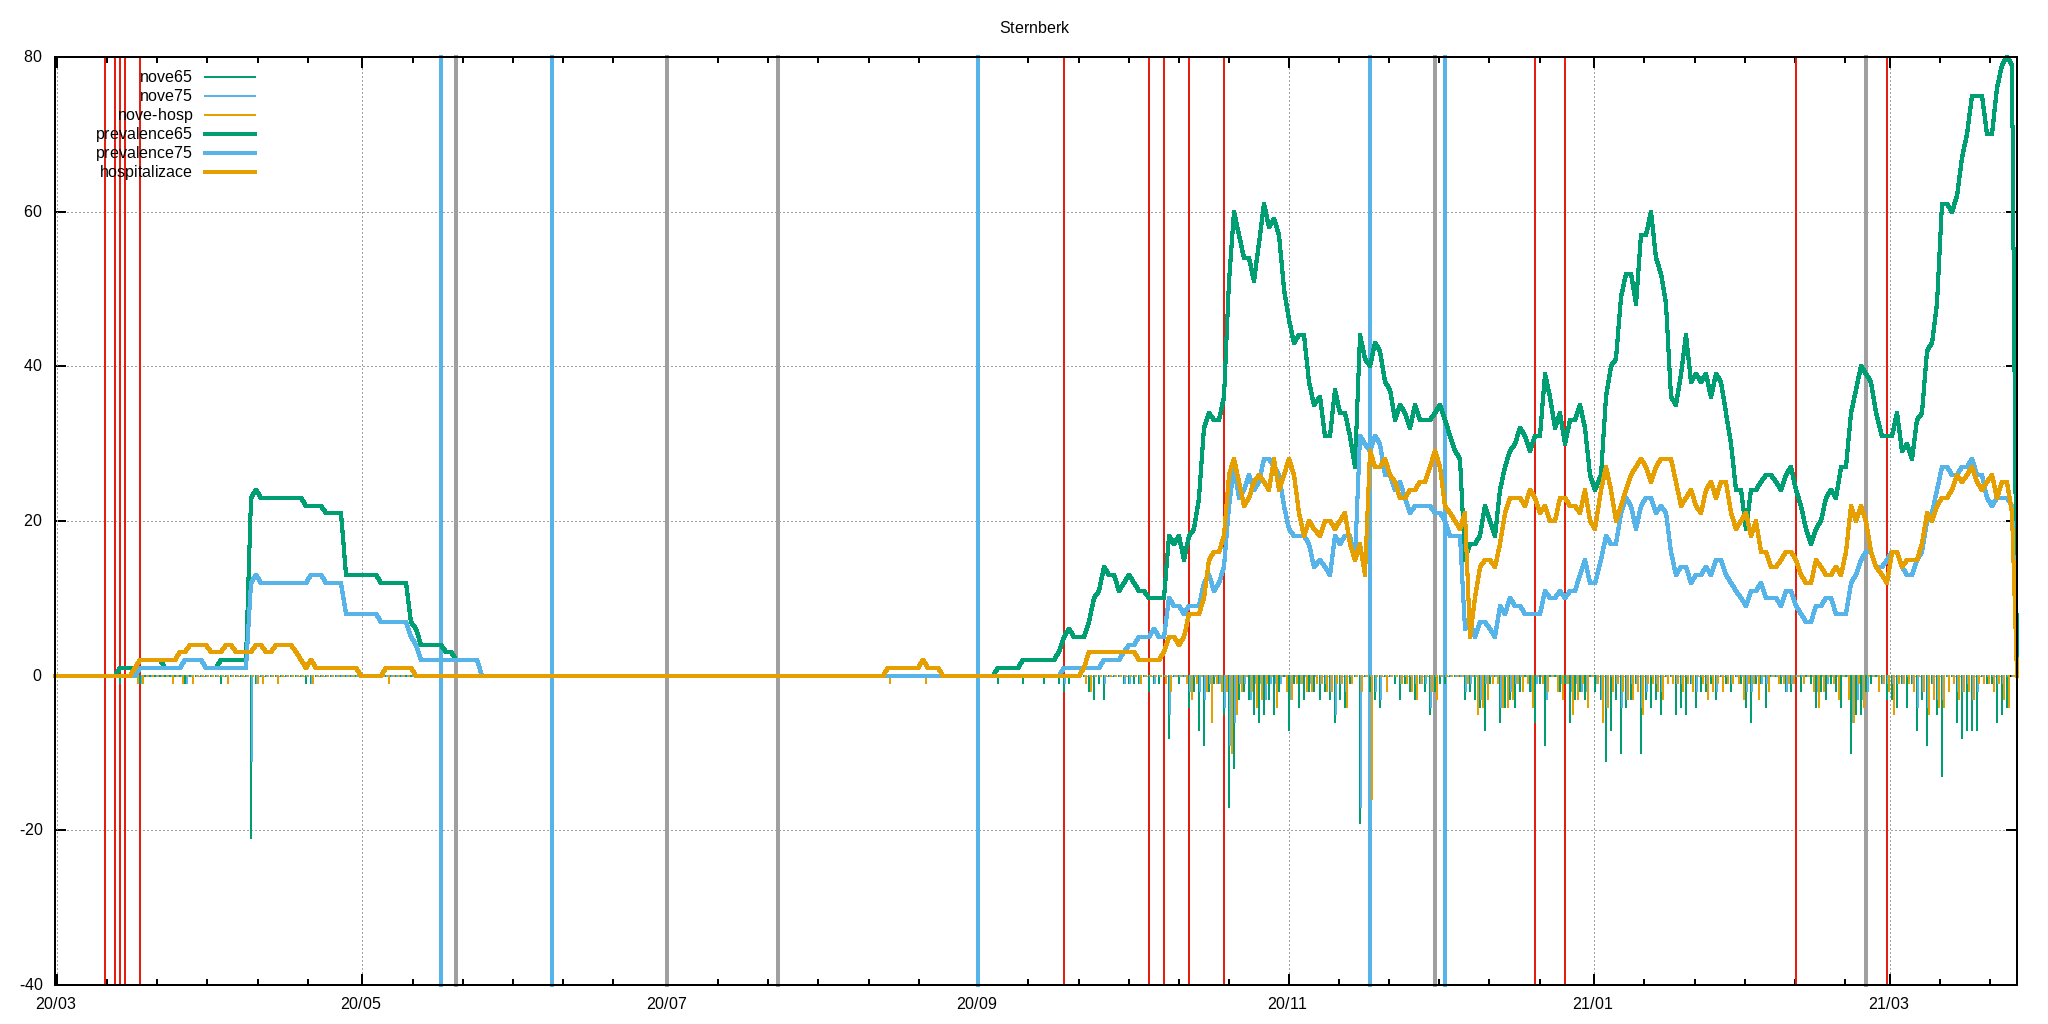 Sternberk
80
nove65
nove75
nove-hosp
prevalence65
prevalence75
hospitalizace
60
40
20
0
-20
-40
20/03 20/05 20/07 20/09 20/11 21/01 21/03